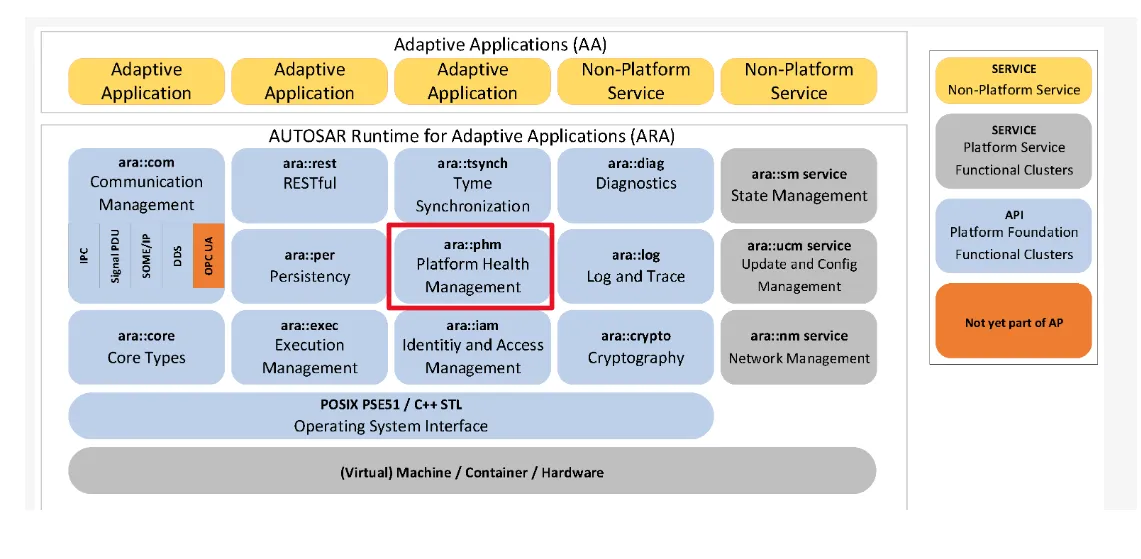 Adaptive Applications (AA)
Adaptive
Application
Adaptive
Application
Adaptive
Application
Non-Platform
Service
Non-Platform
Service
AUTOSAR Runtime for Adaptive Applications (ARA)
ara::com
Communication
Management
IPC
Signal PDU
SOME/IP
DDS
OPC UA
ara::rest
RESTful
ara::tsynch
Tyme
Synchronization
ara::diag
Diagnostics
ara::sm service
State Management
ara::per
Persistency
ara::phm
Platform Health
Management
ara::log
Log and Trace
ara::ucm service
Update and Config
Management
ara::core
Core Types
ara::exec
Execution
Management
ara::iam
Identitiy and Access
Management
ara::crypto
Cryptography
ara::nm service
Network Management
POSIX PSE51 / C++ STL
Operating System Interface
(Virtual) Machine / Container / Hardware
SERVICE
Non-Platform Service
SERVICE
Platform Service
Functional Clusters
API
Platform Foundation
Functional Clusters
Not yet part of AP